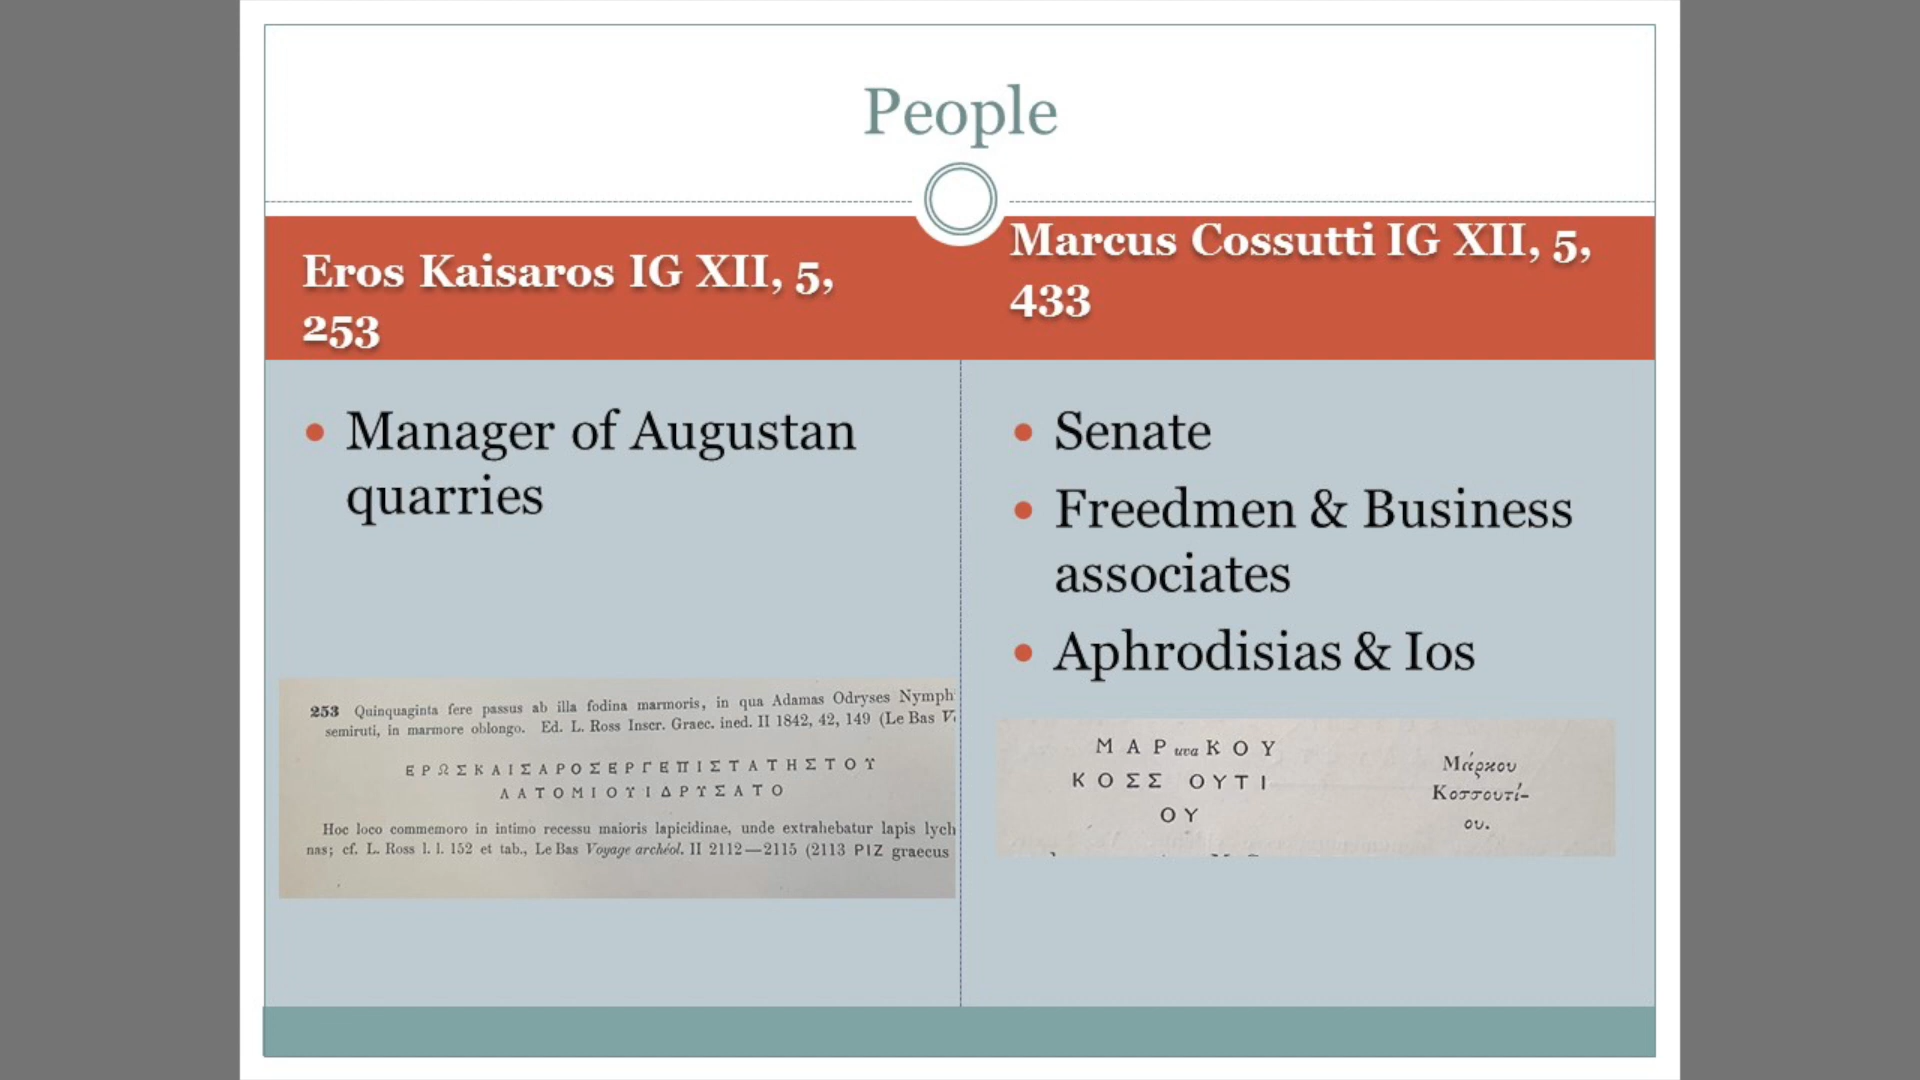 People
Eros Kaisaros IG XII, 5,
253
Manager of Augustan
quarries
253 Quinquaginta fere passus ab illa fodina marmoris, in qua Adamas Odryses Nymph
semiruti, in marmore oblongo. Ed. L. Ross Inscr. Graec. ined. II 1842, 42, 149 (Le Bas V
ΕΡΩΣΚΑΙΣΑΡΟΣΕΡΓΕΠΙΣΤΑΤΗΣΤΟΥ
ΛΑΤΟΜΙΟΥΙΔΡΥΣΑΤΟ
Hoc loco commemoro in intimo recessu maioris lapicidinae, unde extrahebatur lapis lych
nas; cf. L. Ross l. l. 152 et tab., Le Bas Voyage archéol. II 2112—2115 (2113 PIZ graecus
Marcus Cossutti IG XII, 5,
433
Senate
Freedmen & Business
associates
Aphrodisias & Ios
ΜΑΡ uva ΚΟΥ
ΚΟΣΣ ΟΥΤΙ
ΟΥ
Μάρκου
Κοσσουτί-
ου.